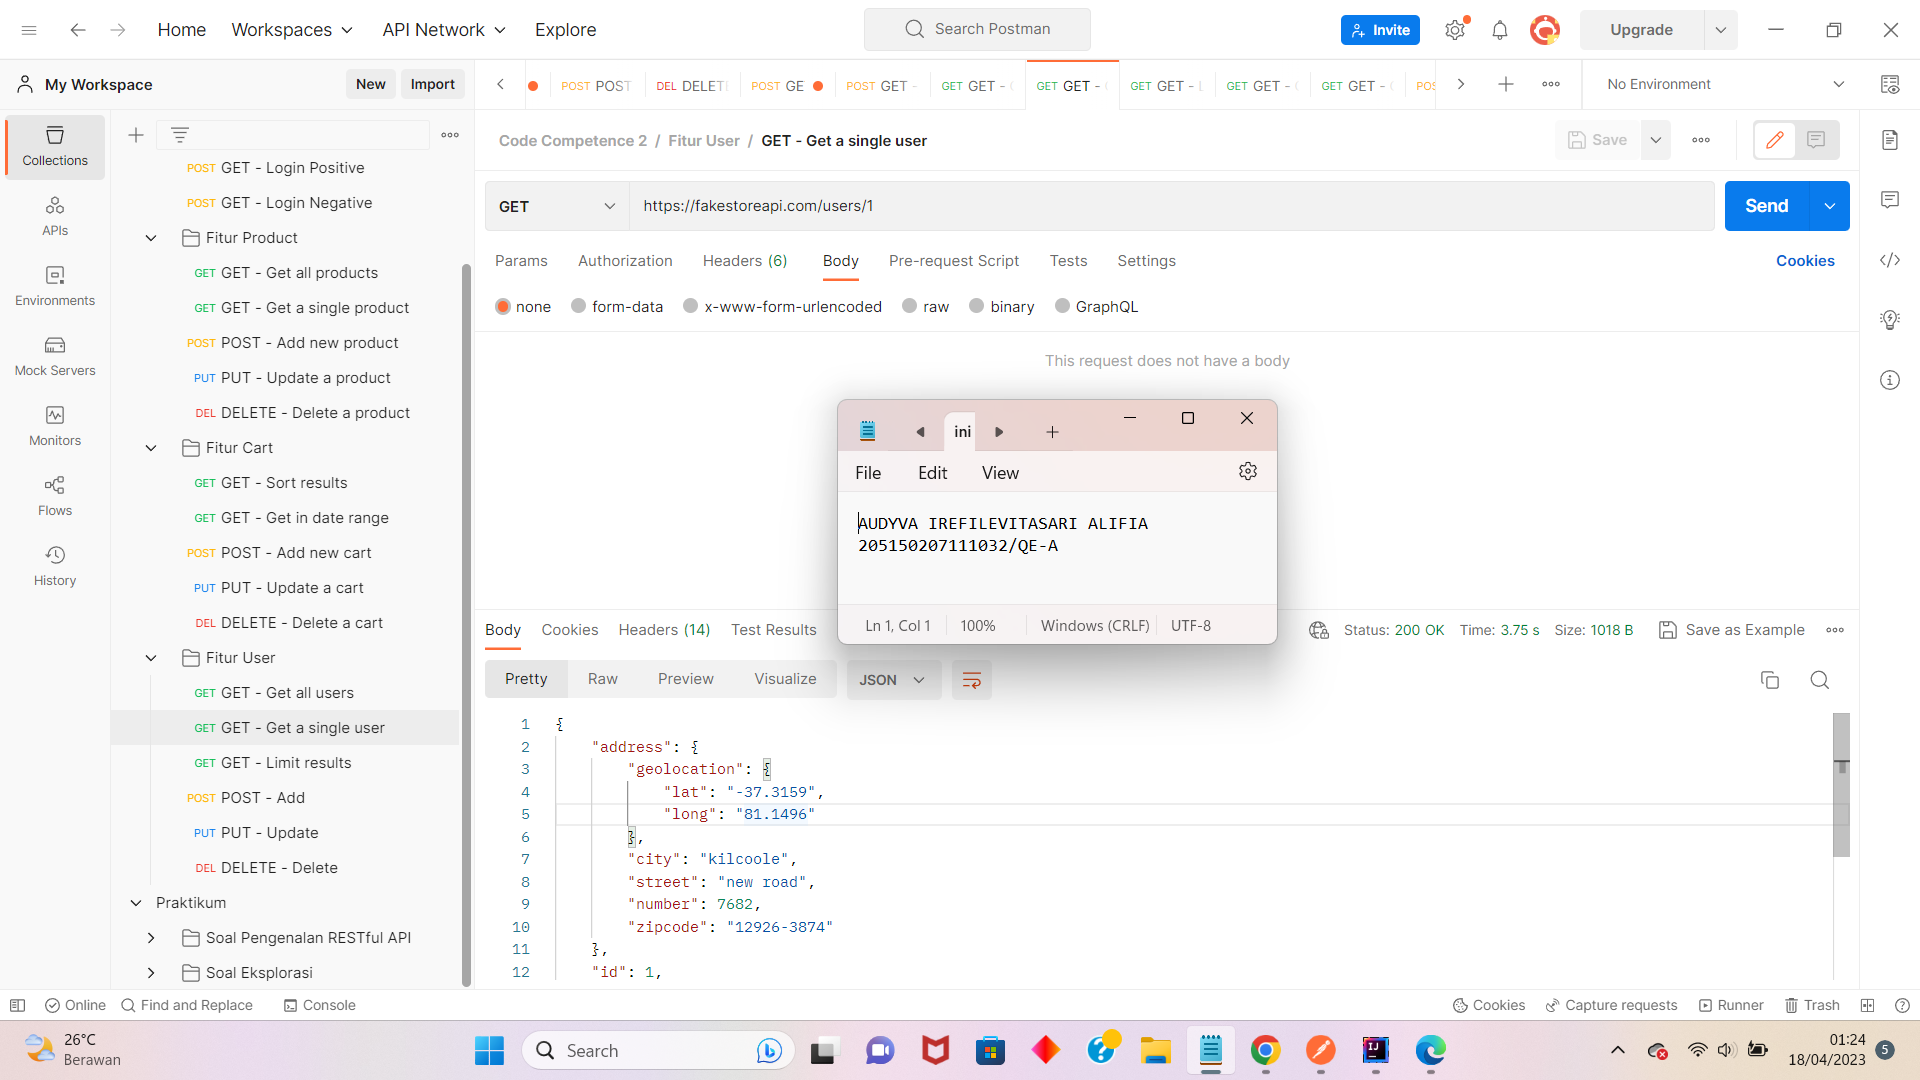 Home
Workspaces
API Network
Explore
Search Postman
Invite
Upgrade
My Workspace
New
Import
POST POST
DEL DELET
POST GE
POST GET -
GET GET -
GET GET -
GET GET -
GET GET -
GET GET -
No Environment
Collections
APIs
Environments
Mock Servers
Monitors
Flows
History
POST GET - Login Positive
POST GET - Login Negative
Fitur Product
GET GET - Get all products
GET GET - Get a single product
POST POST - Add new product
PUT PUT - Update a product
DEL DELETE - Delete a product
Fitur Cart
GET GET - Sort results
GET GET - Get in date range
POST POST - Add new cart
PUT PUT - Update a cart
DEL DELETE - Delete a cart
Fitur User
GET GET - Get all users
GET GET - Get a single user
GET GET - Limit results
POST POST - Add
PUT PUT - Update
DEL DELETE - Delete
Praktikum
Soal Pengenalan RESTful API
Soal Eksplorasi
Code Competence 2 / Fitur User / GET - Get a single user
Save
GET
https://fakestoreapi.com/users/1
Send
Params
Authorization
Headers (6)
Body
Pre-request Script
Tests
Settings
Cookies
none
form-data
x-www-form-urlencoded
raw
binary
GraphQL
This request does not have a body
ini
File
Edit
View
AUDYVA IREFILEVITASARI ALIFIA
205150207111032/QE-A
Ln 1, Col 1
100%
Windows (CRLF)
UTF-8
Body
Cookies
Headers (14)
Test Results
Status: 200 OK
Time: 3.75 s
Size: 1018 B
Save as Example
Pretty
Raw
Preview
Visualize
JSON
1 {
2 "address": {
3 "geolocation": {
4 "lat": "-37.3159",
5 "long": "81.1496"
6 },
7 "city": "kilcoole",
8 "street": "new road",
9 "number": 7682,
10 "zipcode": "12926-3874"
11 },
12 "id": 1,
Online
Find and Replace
Console
Cookies
Capture requests
Runner
Trash
26°C
Berawan
Search
01:24
18/04/2023
5